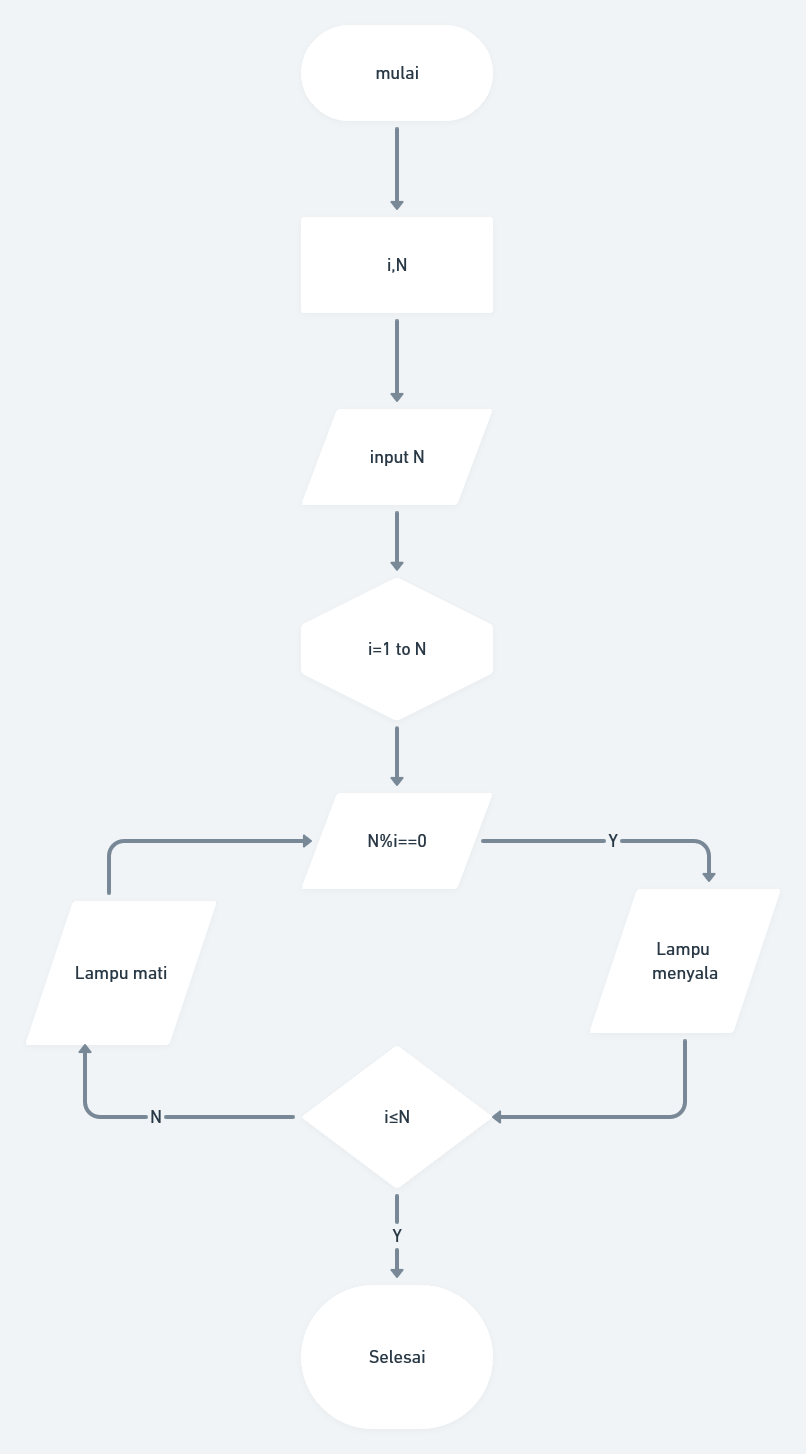 mulai
i,N
input N
i=1 to N
N%i==0
Y
Lampu
menyala
Lampu mati
i≤N
N
Y
Selesai